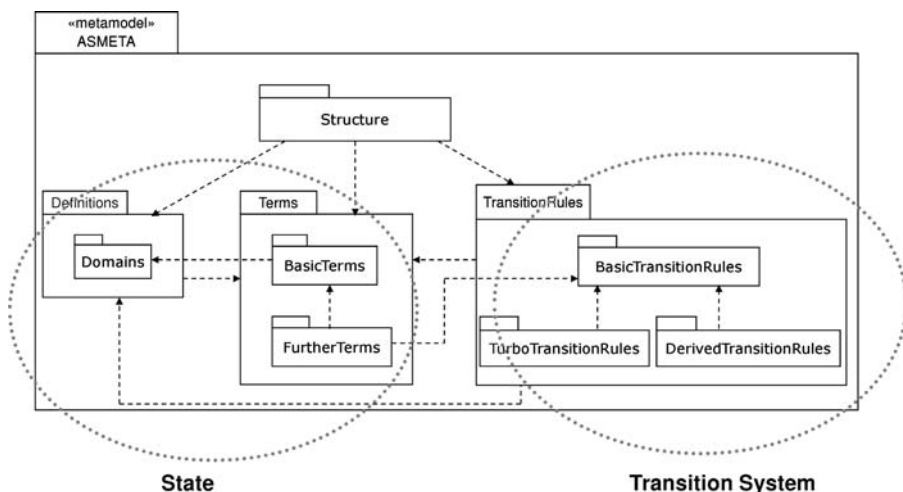 «metamodel»
ASMETA
Structure
Definitions
Terms
TransitionRules
Domains
BasicTerms
BasicTransitionRules
FurtherTerms
TurboTransitionRules
DerivedTransitionRules
State
Transition System